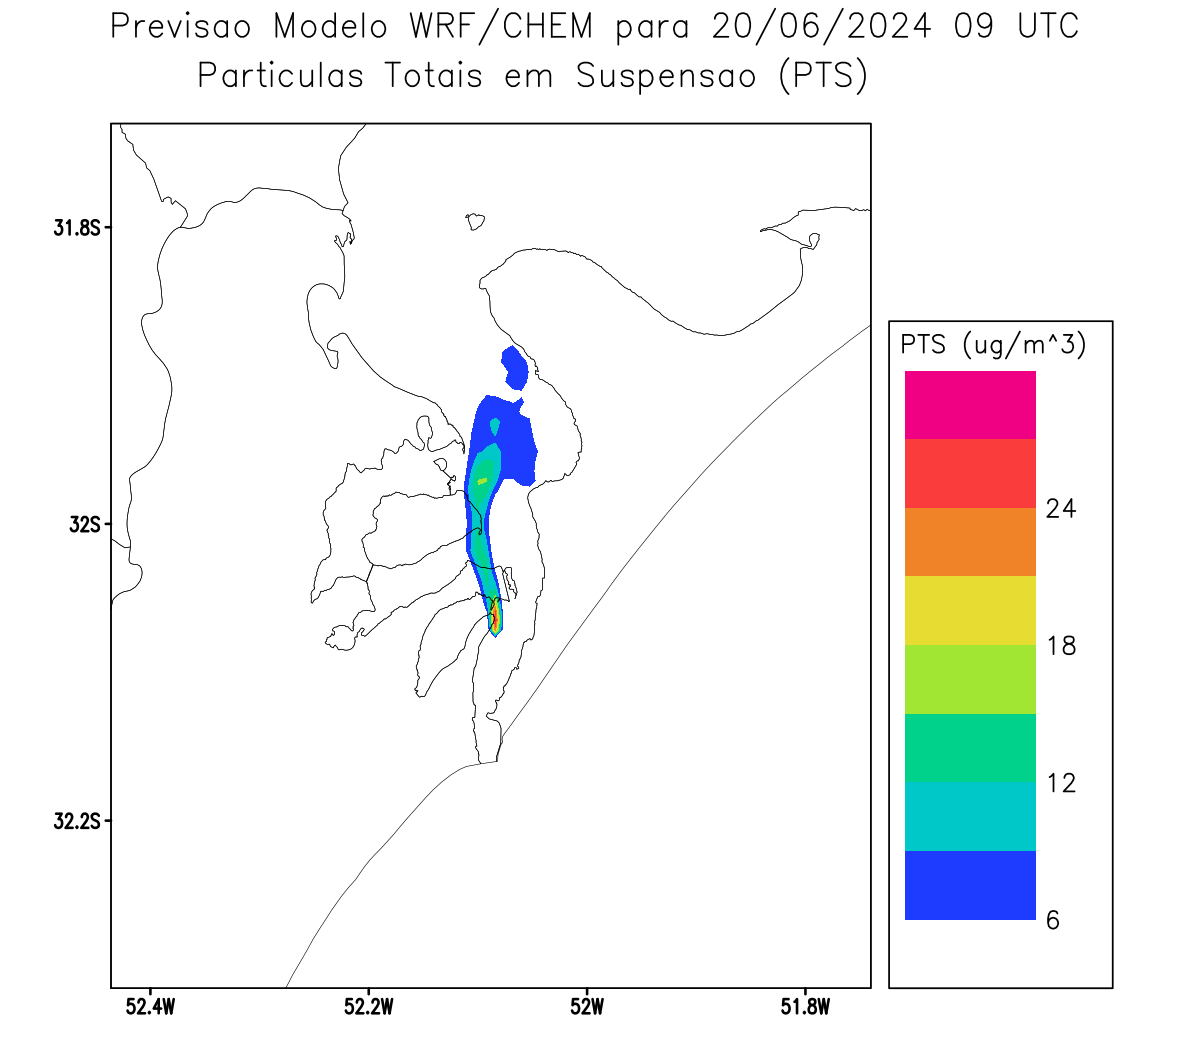 Previsao Modelo WRF/CHEM para 20/06/2024 09 UTC
Particulas Totais em Suspensao (PTS)
31.8S
32S
32.2S
52.4W
52.2W
52W
51.8W
PTS (ug/m^3)
24
18
12
6